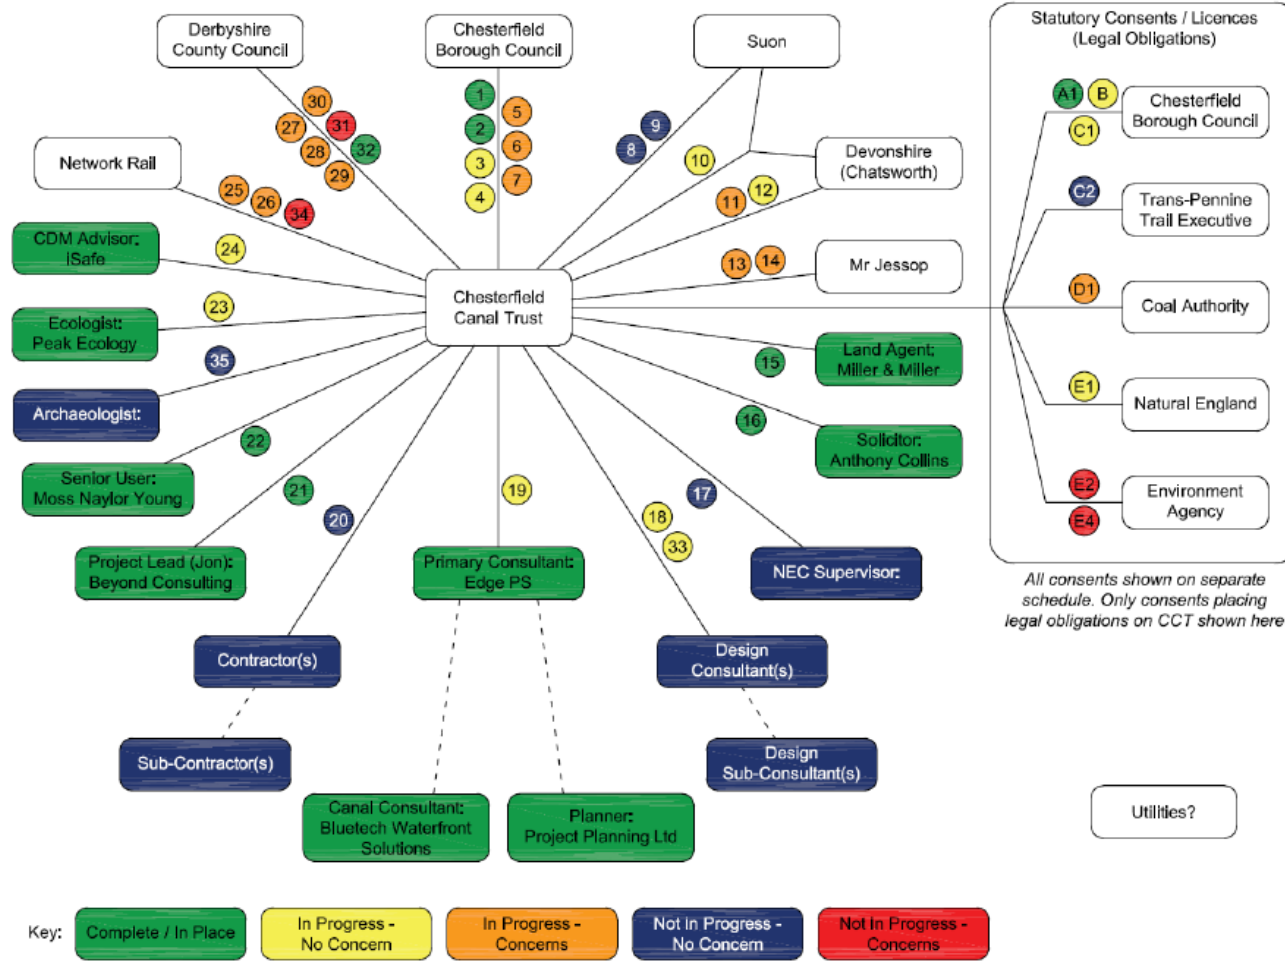 Derbyshire
County Council
Chesterfield
Borough Council
Suon
Statutory Consents / Licences
(Legal Obligations)
30
27
31
28
32
29
1
5
2
6
3
7
4
9
8
10
A1
B
C1
Chesterfield
Borough Council
Network Rail
25
26
34
11
12
Devonshire
(Chatsworth)
C2
Trans-Pennine
Trail Executive
CDM Advisor:
iSafe
24
13
14
Mr Jessop
Chesterfield
Canal Trust
D1
Coal Authority
Ecologist:
Peak Ecology
23
35
15
Land Agent:
Miller & Miller
Archaeologist:
E1
Natural England
22
16
Solicitor:
Anthony Collins
Senior User:
Moss Naylor Young
21
20
19
17
18
33
E2
E4
Environment
Agency
Project Lead (Jon):
Beyond Consulting
Primary Consultant:
Edge PS
NEC Supervisor:
All consents shown on separate
schedule. Only consents placing
legal obligations on CCT shown here
Contractor(s)
Design
Consultant(s)
Sub-Contractor(s)
Design
Sub-Consultant(s)
Canal Consultant:
Bluetech Waterfront
Solutions
Planner:
Project Planning Ltd
Utilities?
Key:
Complete / In Place
In Progress -
No Concern
In Progress -
Concerns
Not In Progress -
No Concern
Not In Progress -
Concerns